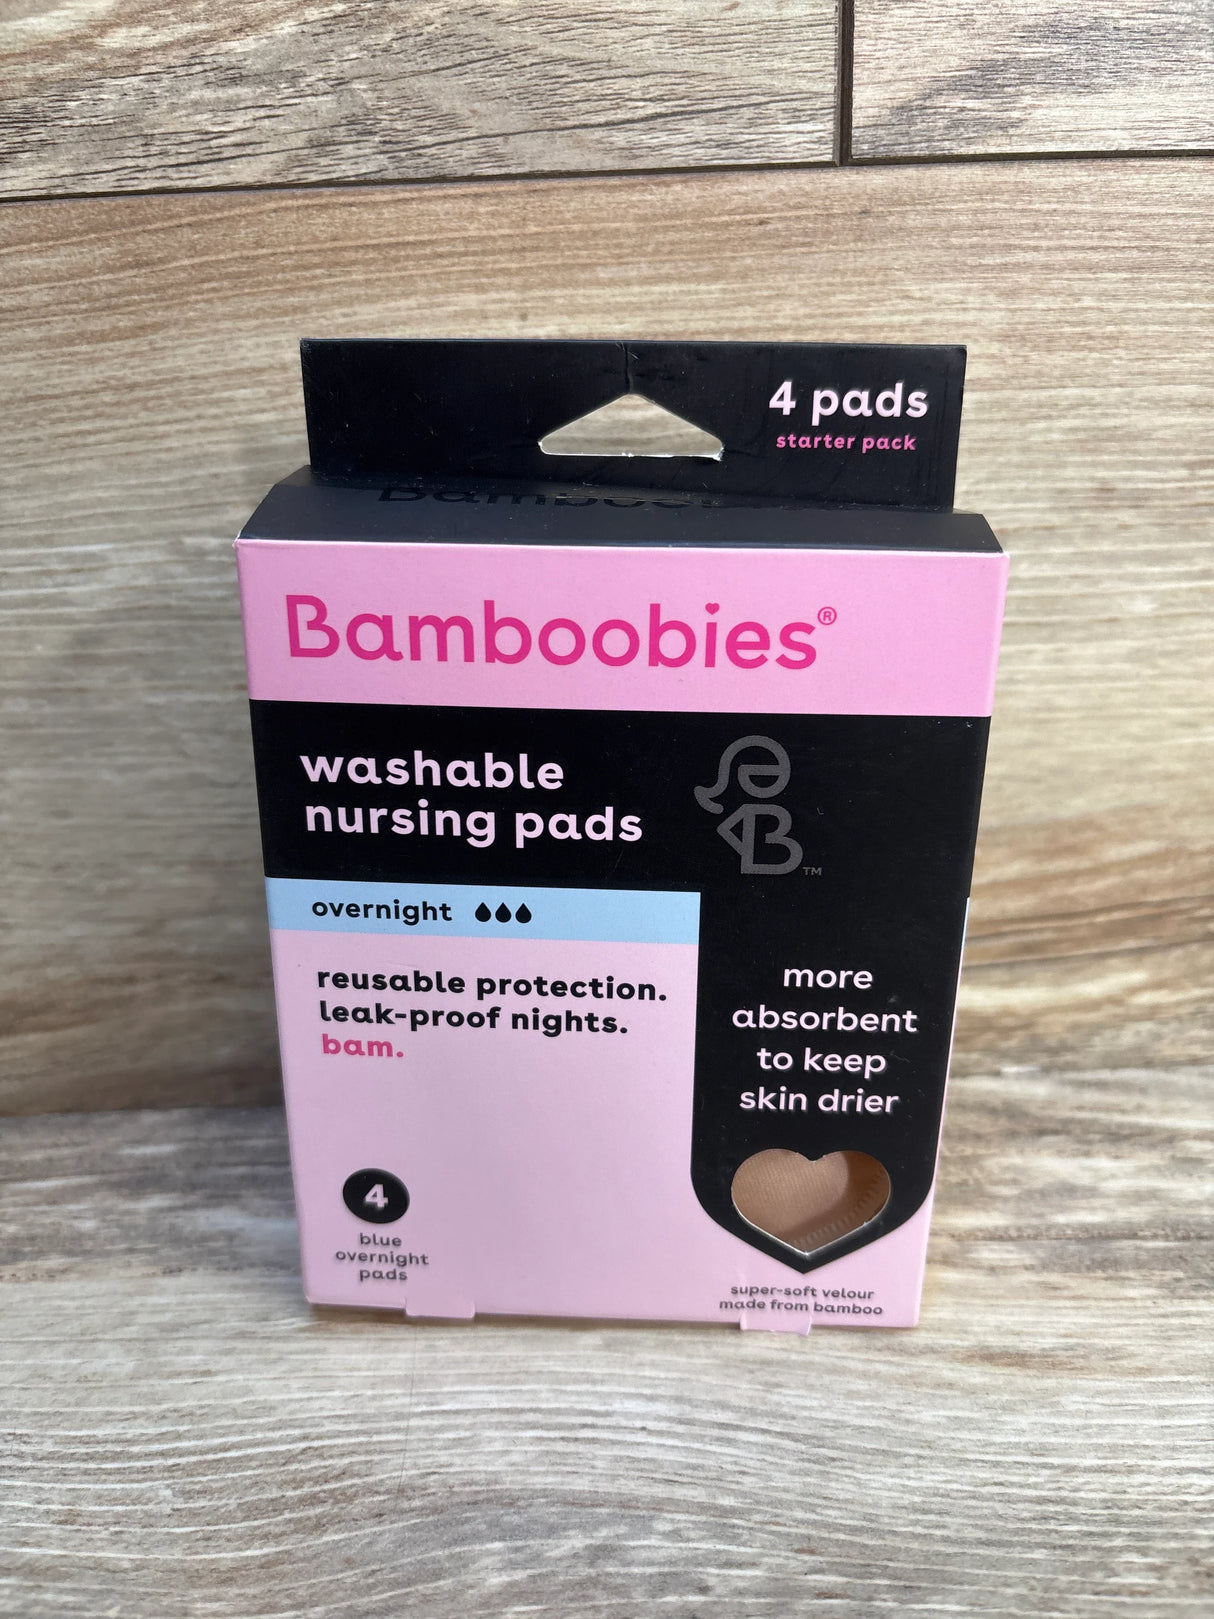 4 pads
starter pack
Bamboobies®
washable
nursing pads
B™
overnight
reusable protection.
leak-proof nights.
bam.
more
absorbent
to keep
skin drier
4
blue
overnight
pads
super-soft velour
made from bamboo